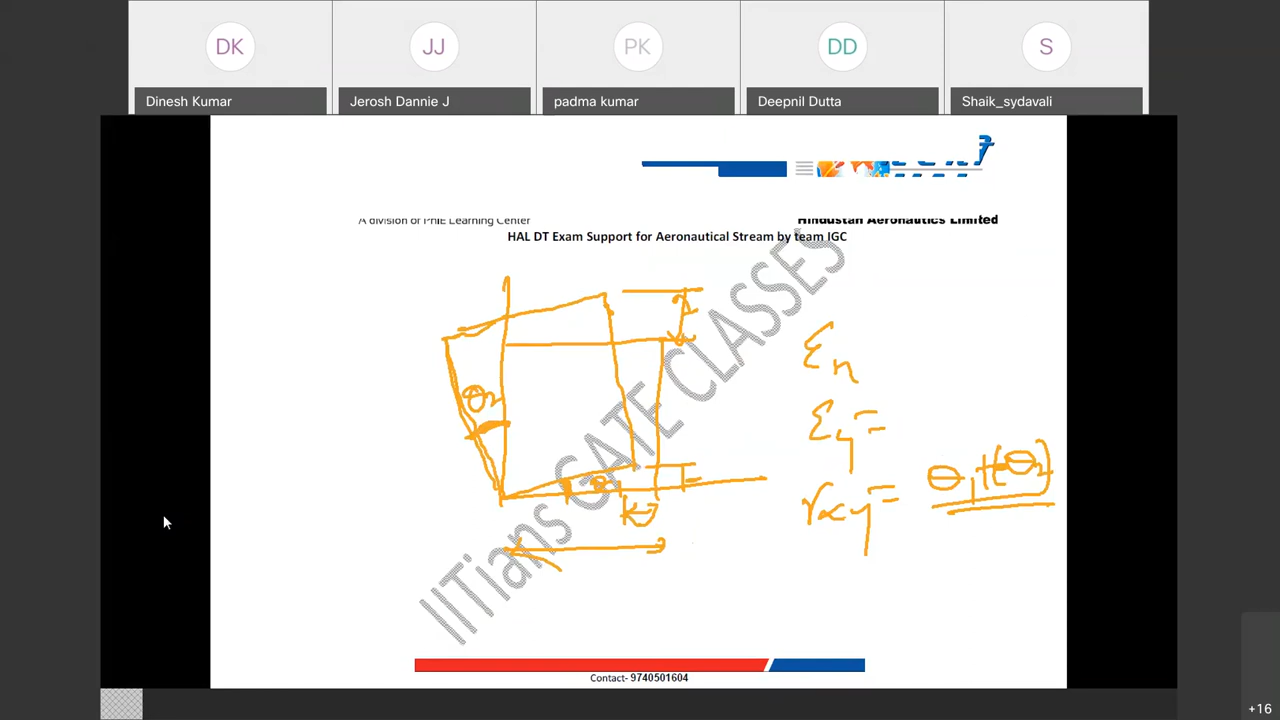 DK JJ PK DD S
Dinesh Kumar Jerosh Dannie J padma kumar Deepnil Dutta Shaik_sydavali
A division of PhIE Learning Center Hindustan Aeronautics Limited
HAL DT Exam Support for Aeronautical Stream by team IGC
IITians GATE CLASSES
θ₂
εn
εy =
γxy = θ₁+(-θ₂)
Contact- 9740501604
+16